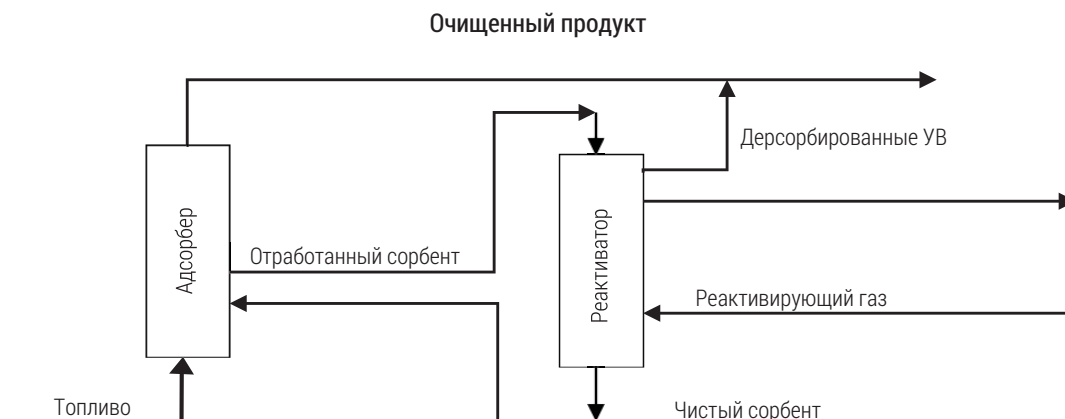 Очищенный продукт
Дерсорбированные УВ
Адсорбер
Отработанный сорбент
Реактиватор
Реактивирующий газ
Топливо
Чистый сорбент